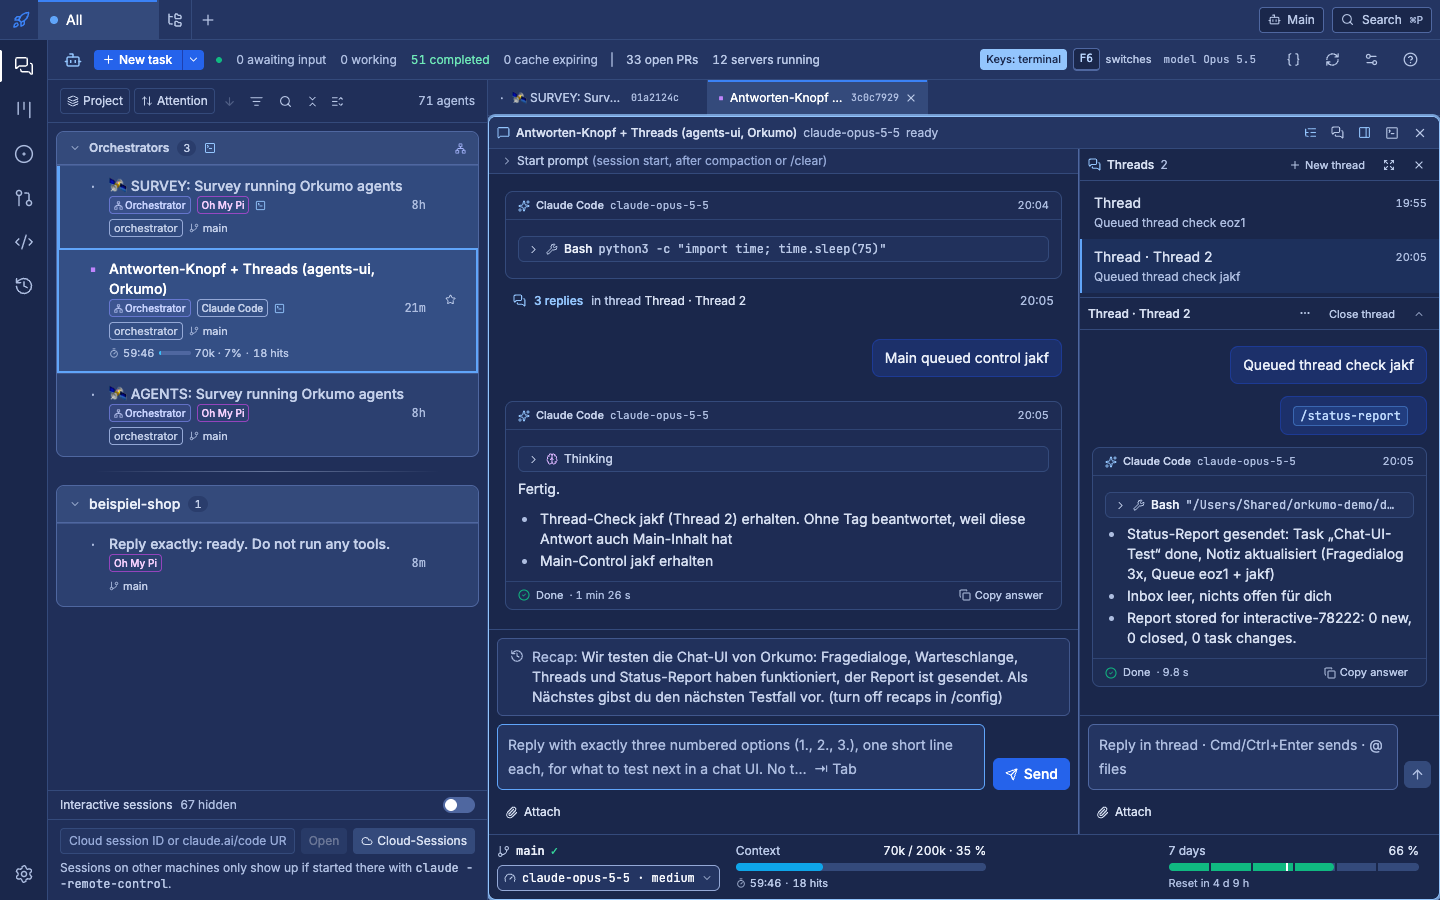 All
Main
Search ⌘P
New task
0 awaiting input
0 working
51 completed
0 cache expiring
33 open PRs
12 servers running
Keys: terminal
F6
switches
model Opus 5.5
Project
Attention
71 agents
Orchestrators 3
SURVEY: Survey running Orkumo agents
Orchestrator
Oh My Pi
8h
orchestrator
main
Antworten-Knopf + Threads (agents-ui,
Orkumo)
Orchestrator
Claude Code
21m
orchestrator
main
59:46
70k · 7% · 18 hits
AGENTS: Survey running Orkumo agents
Orchestrator
Oh My Pi
8h
orchestrator
main
beispiel-shop 1
Reply exactly: ready. Do not run any tools.
Oh My Pi
8m
main
Interactive sessions 67 hidden
Cloud session ID or claude.ai/code UR
Open
Cloud-Sessions
Sessions on other machines only show up if started there with claude -
-remote-control.
SURVEY: Surv... 01a2124c
Antworten-Knopf ... 3c0c7929
Antworten-Knopf + Threads (agents-ui, Orkumo) claude-opus-5-5 ready
Start prompt (session start, after compaction or /clear)
Claude Code claude-opus-5-5 20:04
Bash python3 -c "import time; time.sleep(75)"
3 replies in thread Thread · Thread 2 20:05
Main queued control jakf
Claude Code claude-opus-5-5 20:05
Thinking
Fertig.
• Thread-Check jakf (Thread 2) erhalten. Ohne Tag beantwortet, weil diese
Antwort auch Main-Inhalt hat
• Main-Control jakf erhalten
Done · 1 min 26 s
Copy answer
Recap: Wir testen die Chat-UI von Orkumo: Fragedialoge, Warteschlange,
Threads und Status-Report haben funktioniert, der Report ist gesendet. Als
Nächstes gibst du den nächsten Testfall vor. (turn off recaps in /config)
Reply with exactly three numbered options (1., 2., 3.), one short line
each, for what to test next in a chat UI. No t... ⇥ Tab
Send
Attach
main ✓
claude-opus-5-5 · medium
Context 70k / 200k · 35 %
59:46 · 18 hits
7 days 66 %
Reset in 4 d 9 h
Threads 2
New thread
Thread 19:55
Queued thread check eoz1
Thread · Thread 2 20:05
Queued thread check jakf
Thread · Thread 2
Close thread
Queued thread check jakf
/status-report
Claude Code claude-opus-5-5 20:05
Bash "/Users/Shared/orkumo-demo/d…
• Status-Report gesendet: Task „Chat-UI-
Test“ done, Notiz aktualisiert (Fragedialog
3x, Queue eoz1 + jakf)
• Inbox leer, nichts offen für dich
• Report stored for interactive-78222: 0 new,
0 closed, 0 task changes.
Done · 9.8 s
Copy answer
Reply in thread · Cmd/Ctrl+Enter sends · @
files
Attach